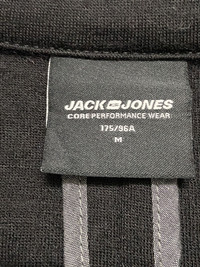 JACK & JONES
CORE PERFORMANCE WEAR
175/96A
M